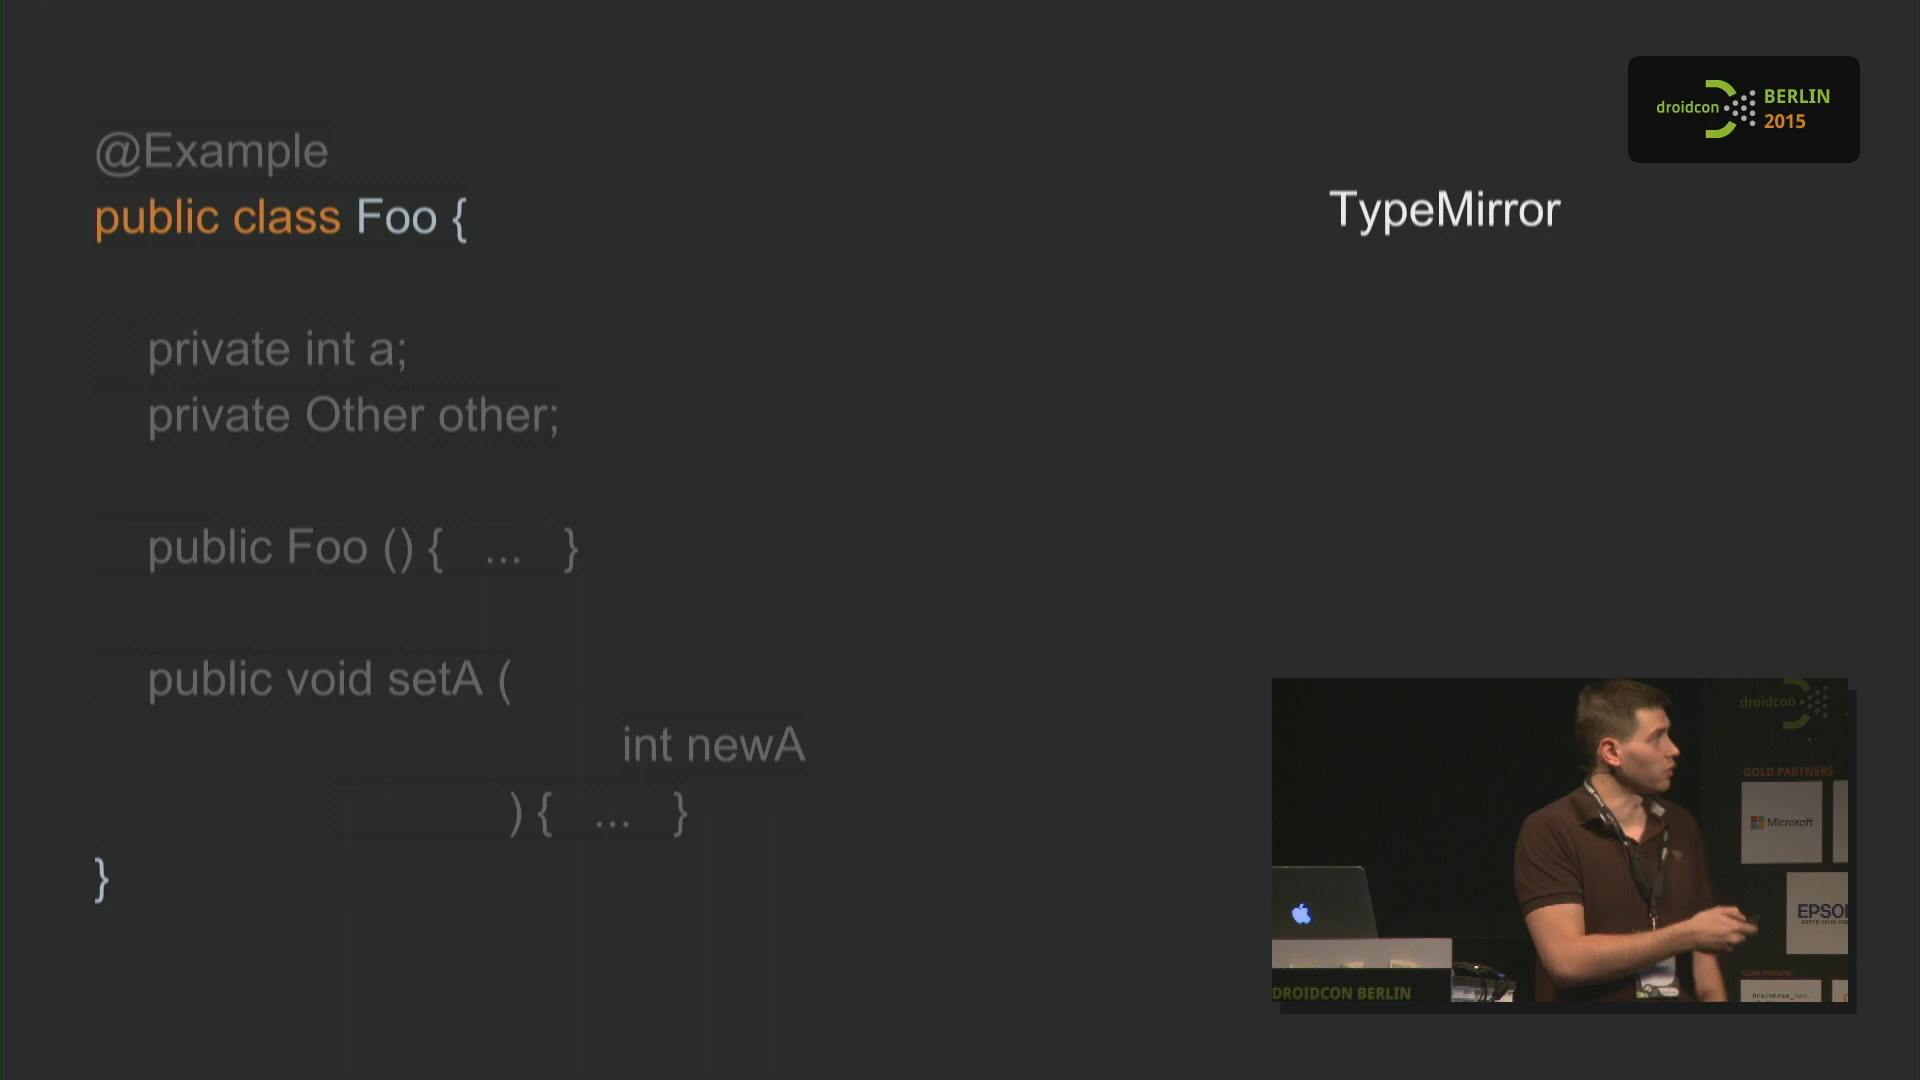 droidcon BERLIN
2015
@Example
public class Foo {
TypeMirror
private int a;
private Other other;
public Foo () { ... }
public void setA (
int newA
) { ... }
}
droidcon
GOLD PARTNERS
Microsoft
EPSO
DROIDCON BERLIN